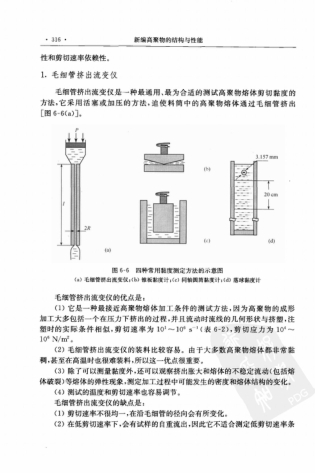 · 316 ·
新编高聚物的结构与性能
性和剪切速率依赖性。
1. 毛细管挤出流变仪
毛细管挤出流变仪是一种最通用、最为合适的测试高聚物熔体剪切黏度的
方法,它采用活塞或加压的方法,迫使料筒中的高聚物熔体通过毛细管挤出
[图 6-6(a)]。
P
l
2R
(a)
(b)
(c)
1.157 mm
20 cm
(d)
图 6-6 四种常用黏度测定方法的示意图
(a) 毛细管挤出流变仪;(b) 锥板黏度计;(c) 同轴圆筒黏度计;(d) 落球黏度计
毛细管挤出流变仪的优点是:
(1) 它是一种最接近高聚物熔体加工条件的测试方法,因为高聚物的成形
加工大多包括一个在压力下挤出的过程,并且流动时流线的几何形状与挤塑、注
塑时的实际条件相似,剪切速率为 10¹~10⁶ s⁻¹(表 6-2),剪切应力为 10⁴~
10⁶ N/m²。
(2) 毛细管挤出流变仪的装料比较容易。由于大多数高聚物熔体都非常黏
稠,甚至在高温时也很难装料,所以这一优点很重要。
(3) 除了可以测量黏度外,还可以观察挤出胀大和熔体的不稳定流动(包括熔
体破裂)等熔体的弹性现象,测定加工过程中可能发生的密度和熔体结构的变化。
(4) 测试的温度和剪切速率也容易调节。
毛细管挤出流变仪的缺点是:
(1) 剪切速率不很均一,在沿毛细管的径向会有所变化。
(2) 在低剪切速率下,会有试样的自重流出,因此它不适合测定低剪切速率条